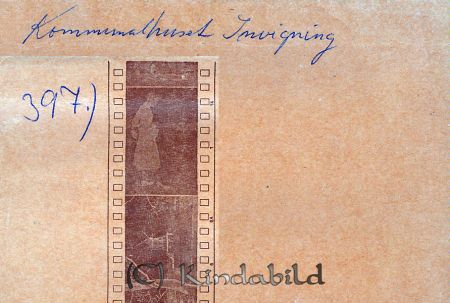 Kommunalhuset Invigning
397.)
(C) Kindabild